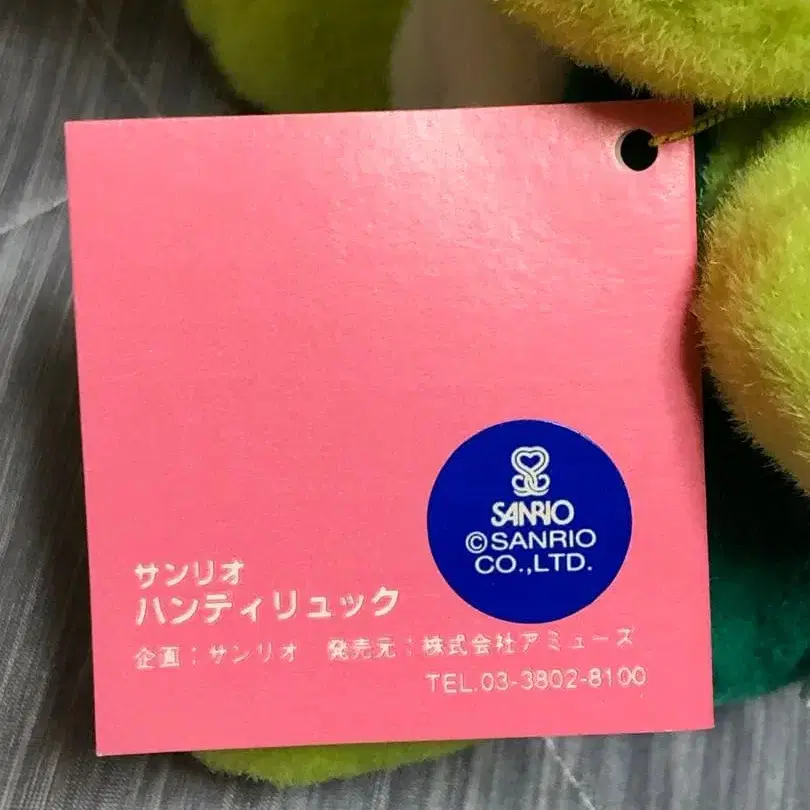 SANRIO
©SANRIO
CO.,LTD.
サンリオ
ハンディリュック
企画：サンリオ　発売元：株式会社アミューズ
TEL.03-3802-8100